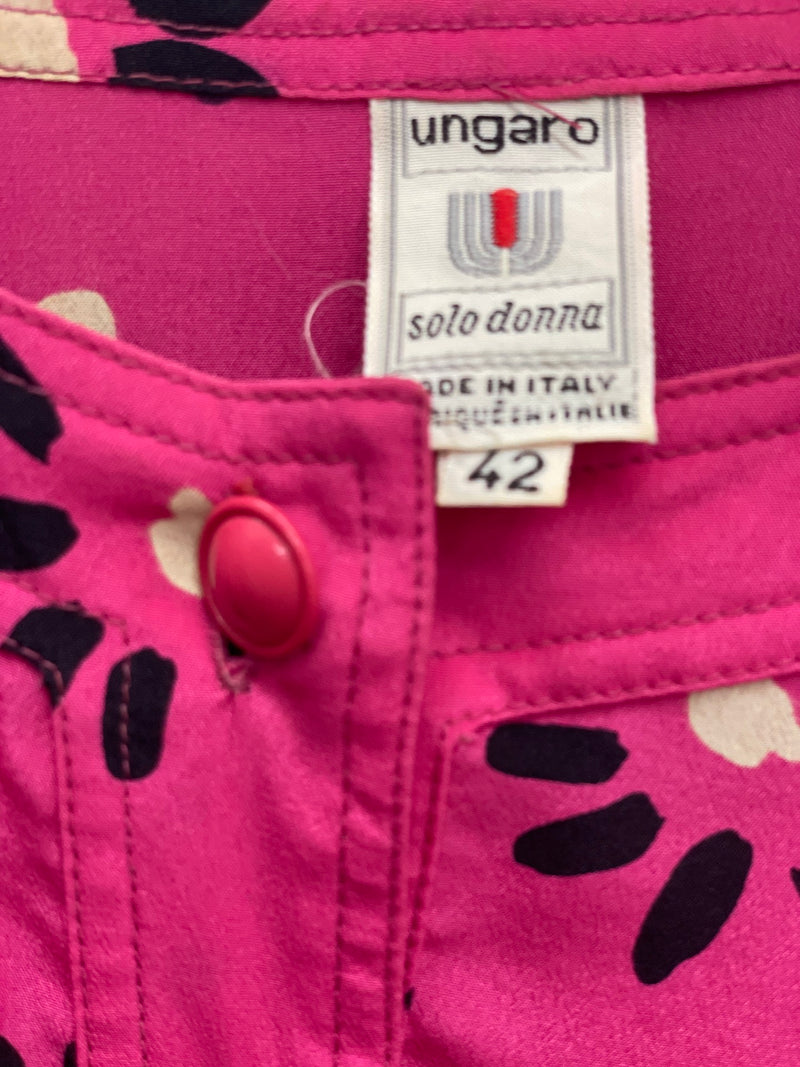 ungaro
solo donna
ADE IN ITALY
RIQUÉ EN ITALIE
42